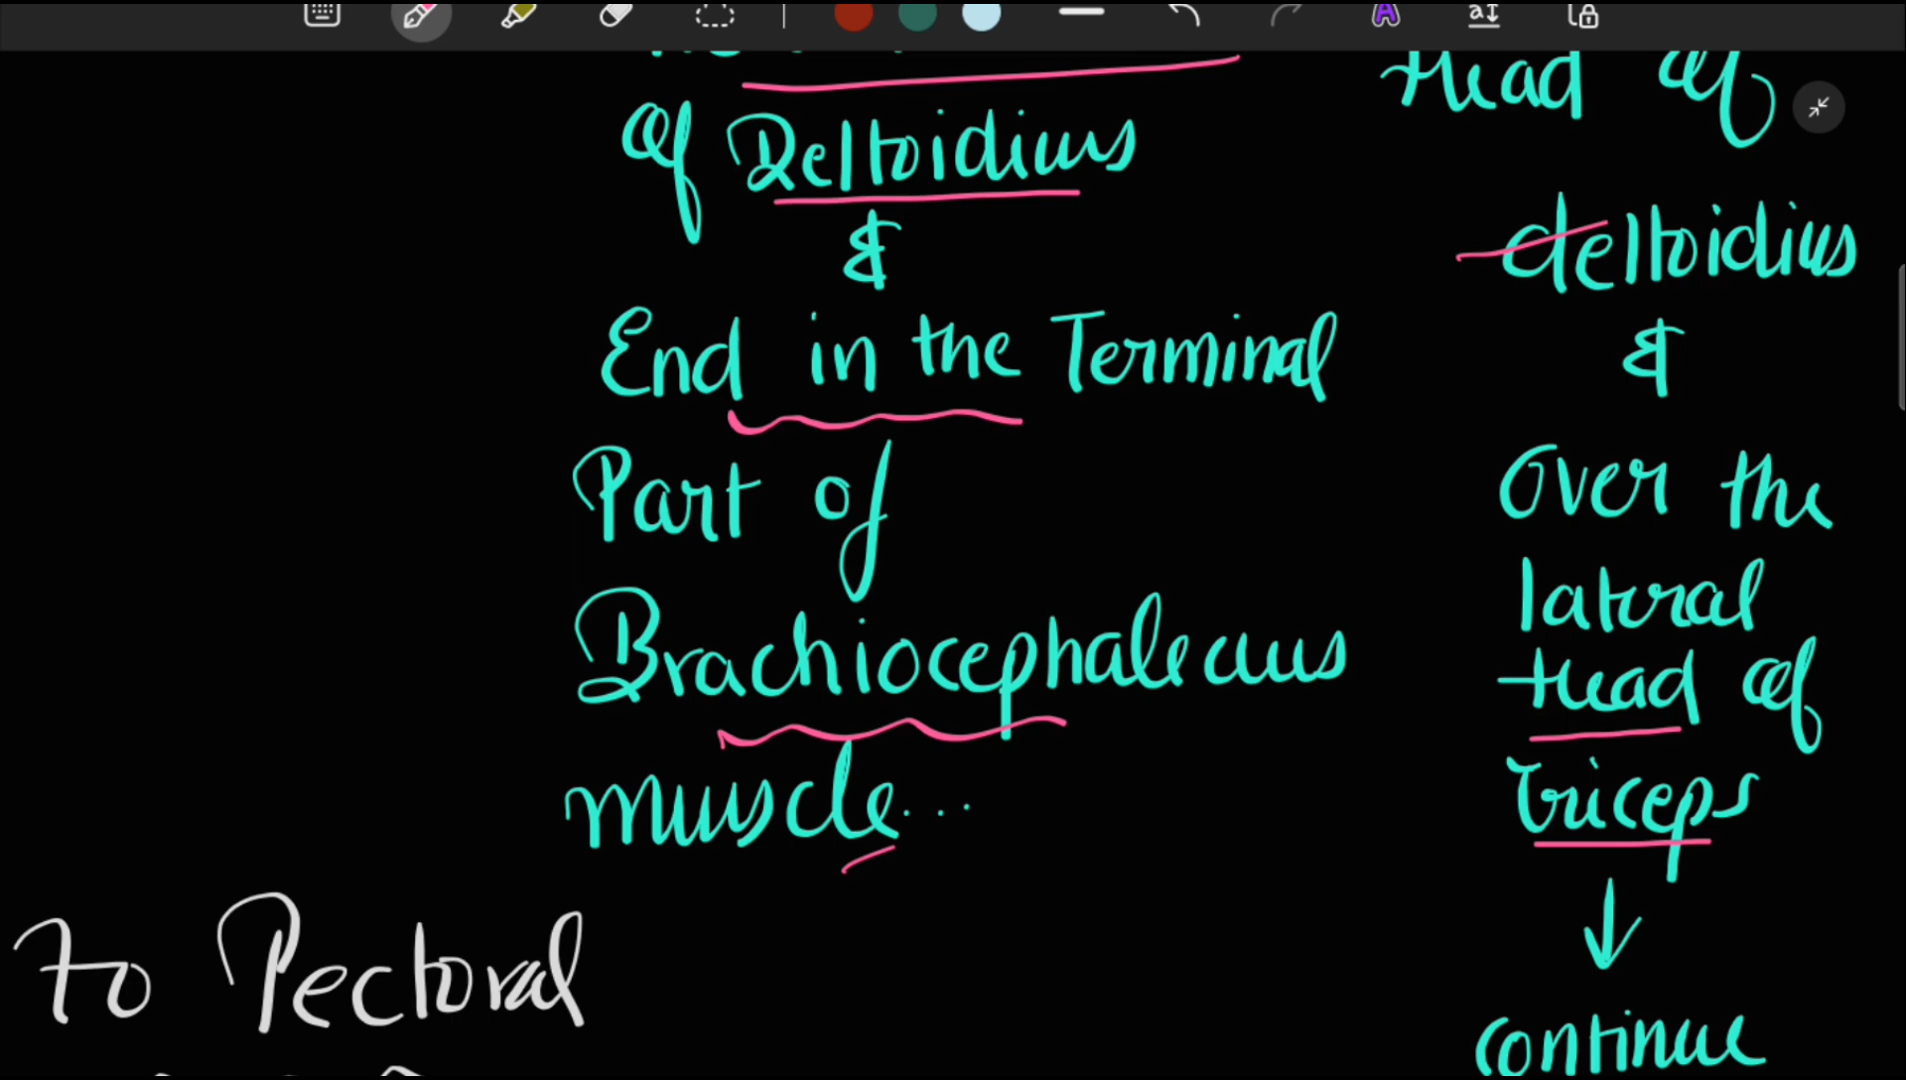 of Deltoidius
&
End in the Terminal
Part of
Brachiocephalecuus
muscle...
To Pectoral
Head of
deltoidius
&
Over the
lateral
Head of
Triceps
↓
continue